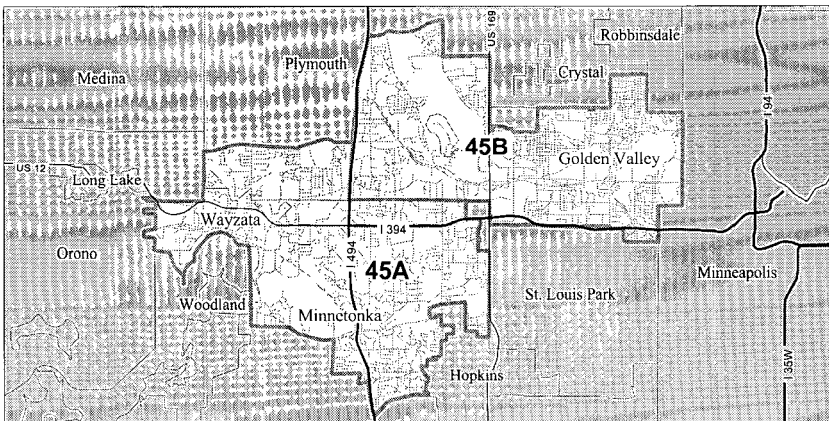 US 169
Robbinsdale
Plymouth
Crystal
Medina
I 94
45B
Golden Valley
US 12
Long Lake
Wayzata
I 394
Orono
I 494
45A
Minneapolis
Woodland
St. Louis Park
Minnetonka
Hopkins
I 35W